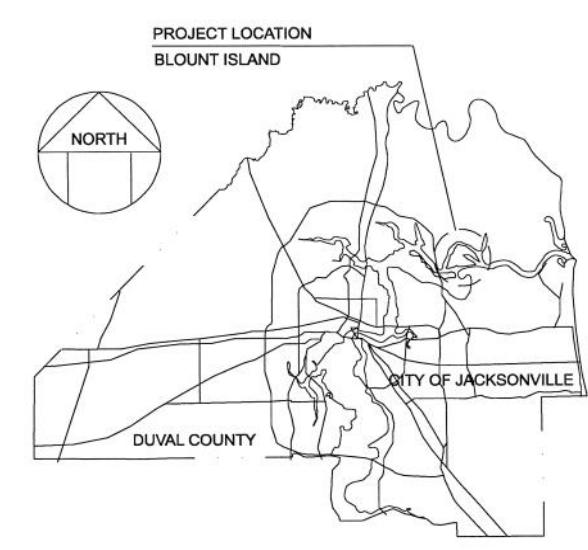 PROJECT LOCATION
BLOUNT ISLAND
NORTH
CITY OF JACKSONVILLE
DUVAL COUNTY